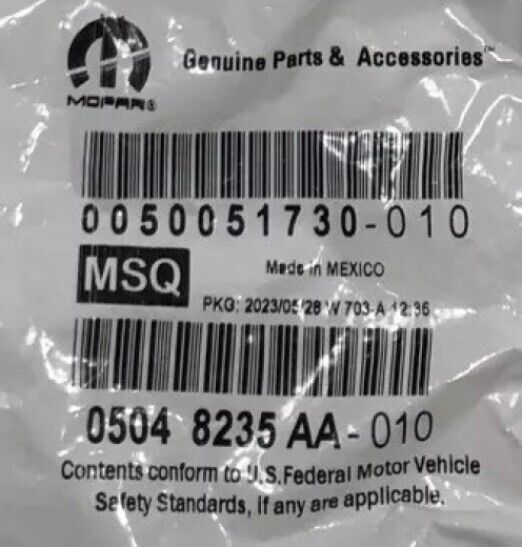 Genuine Parts & Accessories™
MOPAR®
0050051730-010
MSQ
Made in MEXICO
PKG: 2023/05/28 W 703-A 12:36
0504 8235 AA-010
Contents conform to U.S. Federal Motor Vehicle
Safety Standards, if any are applicable.